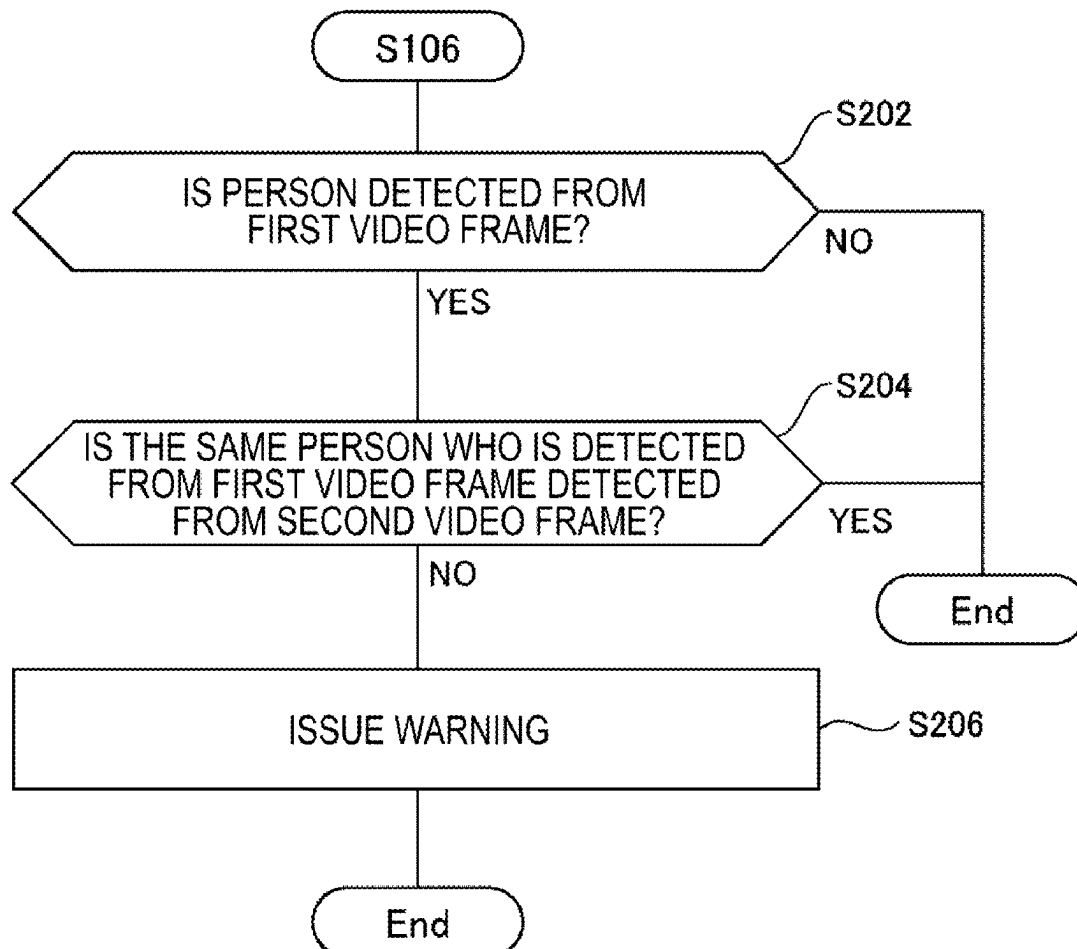 S106
S202
IS PERSON DETECTED FROM
FIRST VIDEO FRAME?
NO
YES
S204
IS THE SAME PERSON WHO IS DETECTED
FROM FIRST VIDEO FRAME DETECTED
FROM SECOND VIDEO FRAME?
YES
NO
End
ISSUE WARNING
S206
End